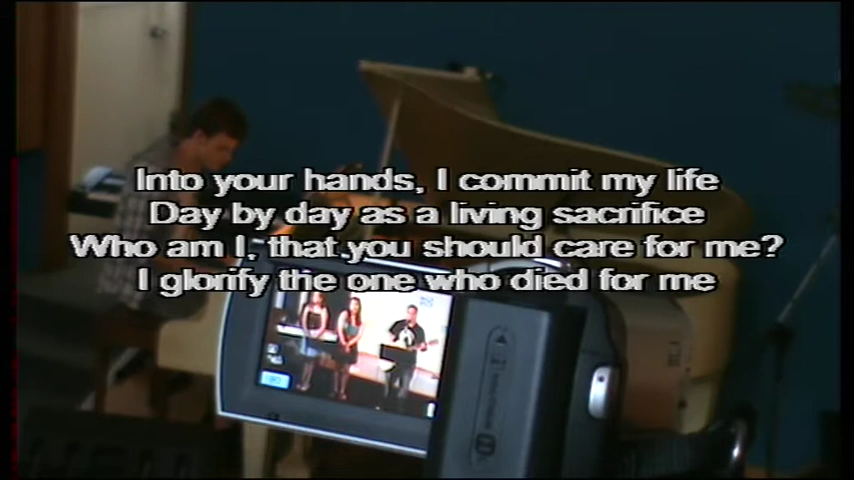 Into your hands, I commit my life
Day by day as a living sacrifice
Who am I, that you should care for me?
I glorify the one who died for me